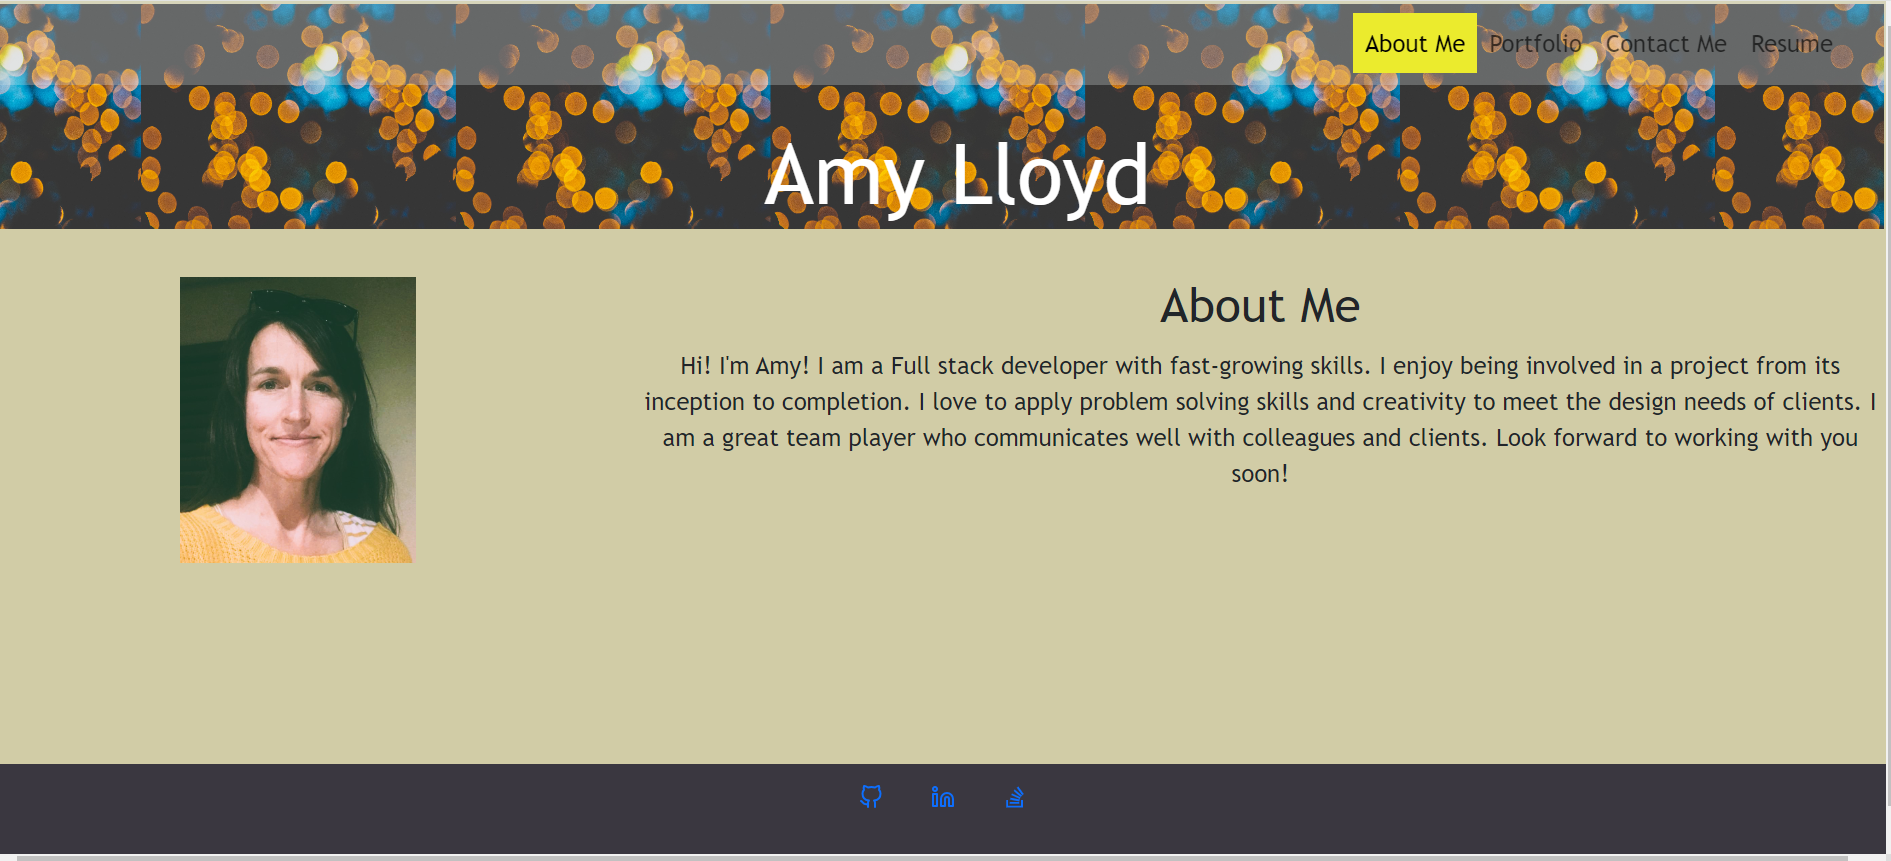 About Me Portfolio Contact Me Resume
Amy Lloyd
About Me
Hi! I'm Amy! I am a Full stack developer with fast-growing skills. I enjoy being involved in a project from its
inception to completion. I love to apply problem solving skills and creativity to meet the design needs of clients. I
am a great team player who communicates well with colleagues and clients. Look forward to working with you
soon!